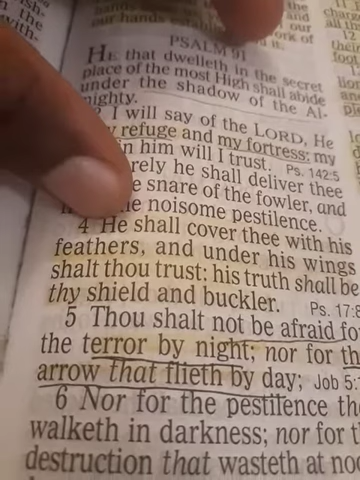 our hands establi it.
PSALM 91
HE that dwelleth in the secret
place of the most High shall abide
under the shadow of the Al-
mighty.
I will say of the LORD, He
refuge and my fortress: my
in him will I trust. Ps. 142:5
rely he shall deliver thee
e snare of the fowler, and
noisome pestilence.
4 He shall cover thee with his
feathers, and under his wings
shalt thou trust: his truth shall be
thy shield and buckler. Ps. 17:8
5 Thou shalt not be afraid fo
the terror by night; nor for th
arrow that flieth by day; Job 5:
6 Nor for the pestilence th
walketh in darkness; nor for t
destruction that wasteth at noo